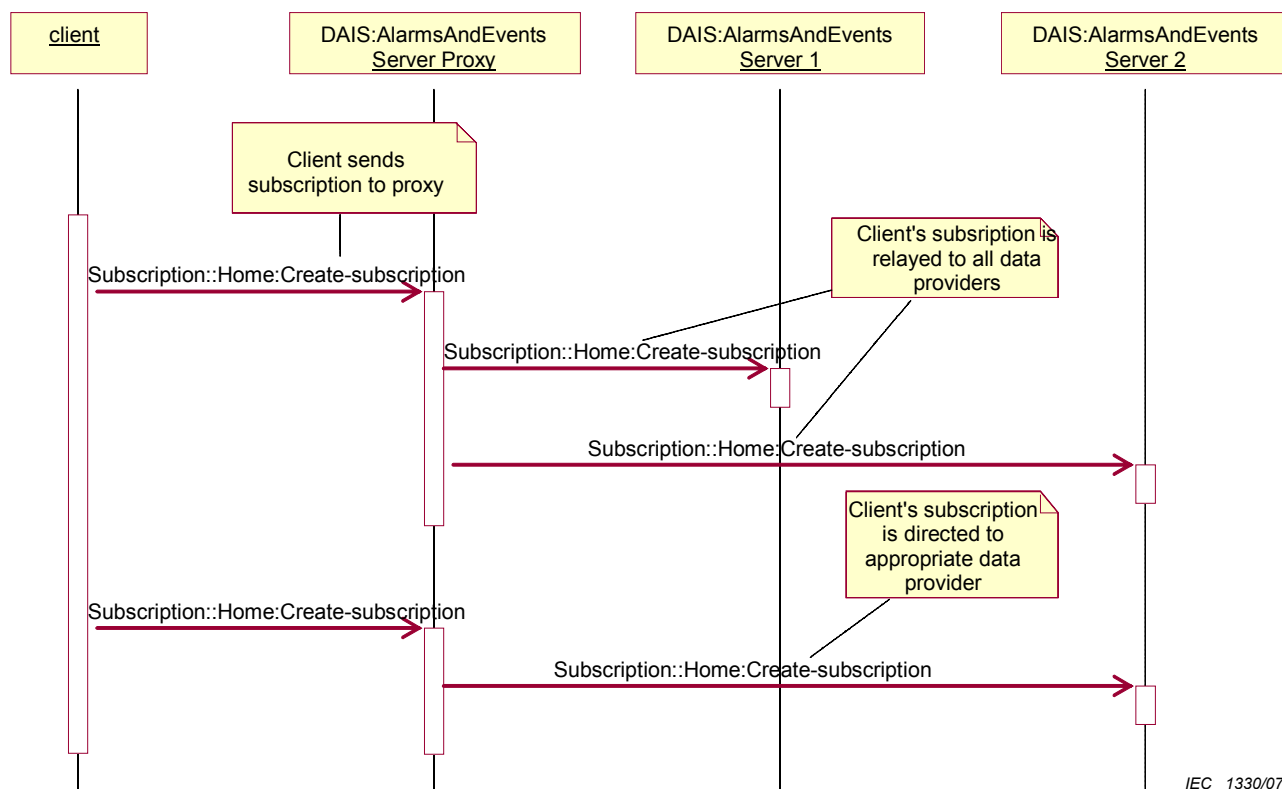 client
DAIS:AlarmsAndEvents
Server Proxy
DAIS:AlarmsAndEvents
Server 1
DAIS:AlarmsAndEvents
Server 2
Client sends
subscription to proxy
Client's subsription is
relayed to all data
providers
Subscription::Home:Create-subscription
Subscription::Home:Create-subscription
Subscription::Home:Create-subscription
Client's subscription
is directed to
appropriate data
provider
Subscription::Home:Create-subscription
Subscription::Home:Create-subscription
IEC 1330/07